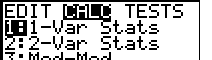 EDIT CALC TESTS
1:1-Var Stats
2:2-Var Stats
3:Med-Med